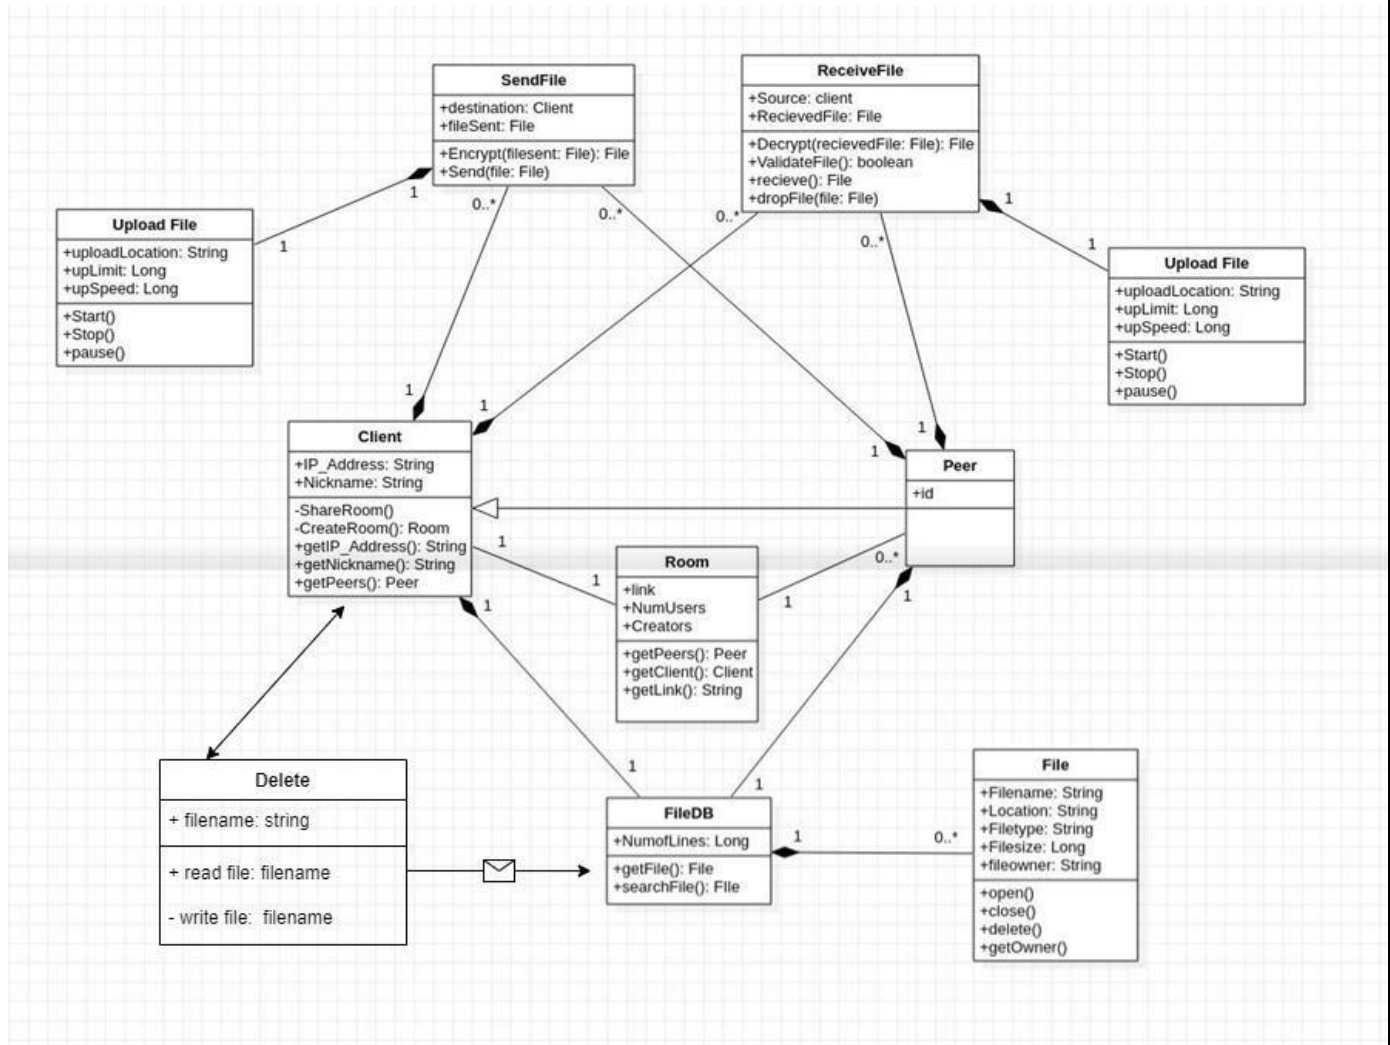 SendFile
+destination: Client
+fileSent: File
+Encrypt(filesent: File): File
+Send(file: File)
ReceiveFile
+Source: client
+RecievedFile: File
+Decrypt(recievedFile: File): File
+ValidateFile(): boolean
+recieve(): File
+dropFile(file: File)
1
1
0..*
0..*
0..*
0..*
1
1
Upload File
+uploadLocation: String
+upLimit: Long
+upSpeed: Long
+Start()
+Stop()
+pause()
Upload File
+uploadLocation: String
+upLimit: Long
+upSpeed: Long
+Start()
+Stop()
+pause()
1
1
1
1
Client
+IP_Address: String
+Nickname: String
-ShareRoom()
-CreateRoom(): Room
+getIP_Address(): String
+getNickname(): String
+getPeers(): Peer
Peer
+id
1
1
1
0..*
1
1
Room
+link
+NumUsers
+Creators
+getPeers(): Peer
+getClient(): Client
+getLink(): String
1
1
Delete
+ filename: string
+ read file: filename
- write file: filename
FileDB
+NumofLines: Long
+getFile(): File
+searchFile(): FIle
1
0..*
File
+Filename: String
+Location: String
+Filetype: String
+Filesize: Long
+fileowner: String
+open()
+close()
+delete()
+getOwner()